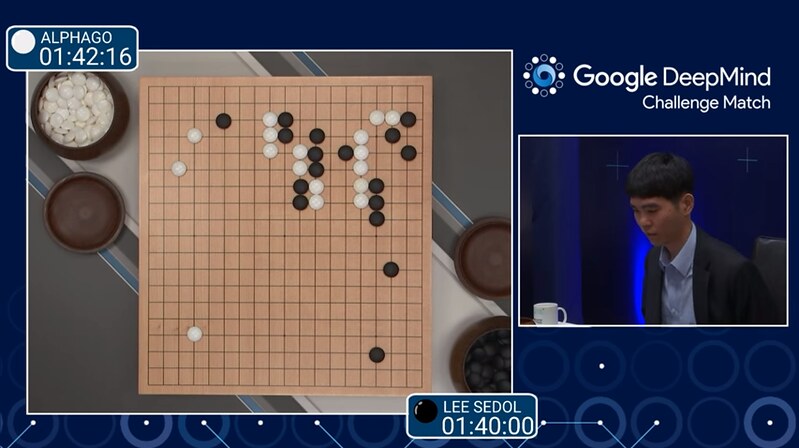 ALPHAGO
01:42:16
Google DeepMind
Challenge Match
LEE SEDOL
01:40:00